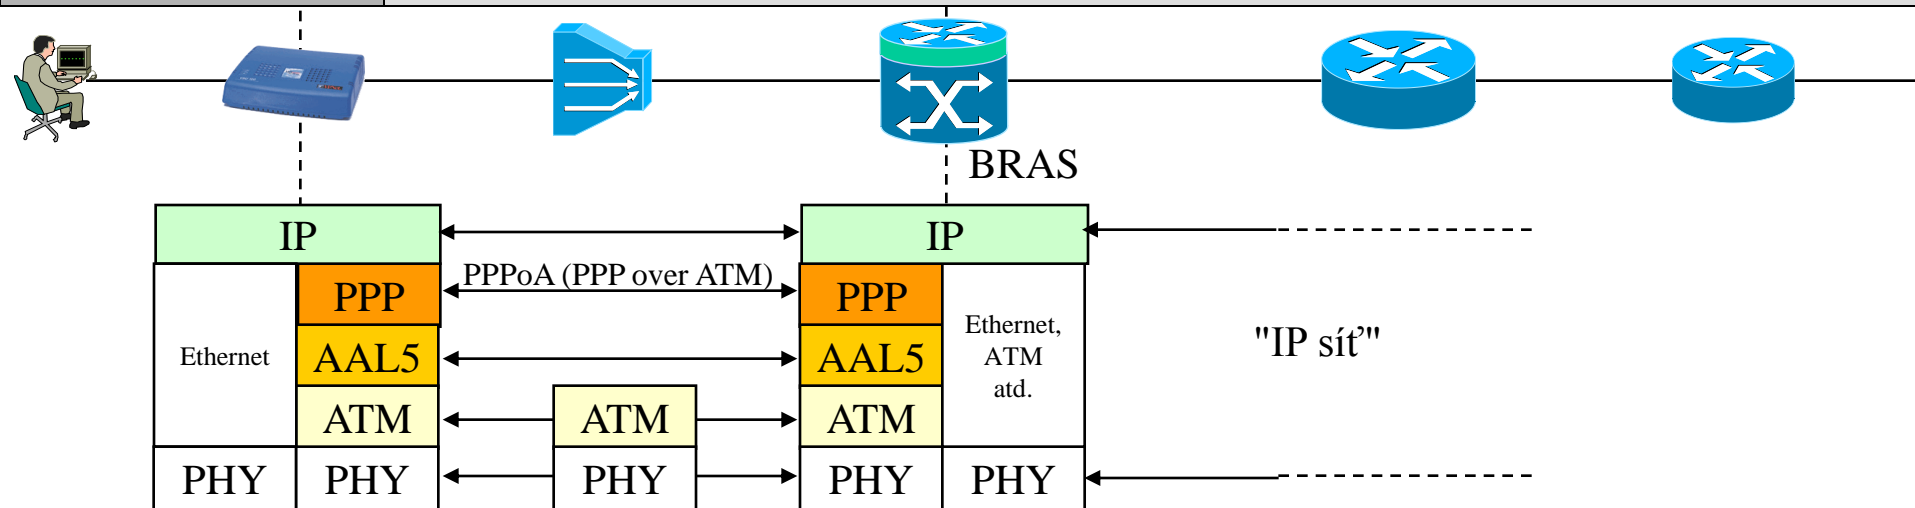 BRAS
IP
IP
PPPoA (PPP over ATM)
PPP
PPP
Ethernet
Ethernet,
ATM
atd.
"IP síť"
AAL5
AAL5
ATM
ATM
ATM
PHY
PHY
PHY
PHY
PHY